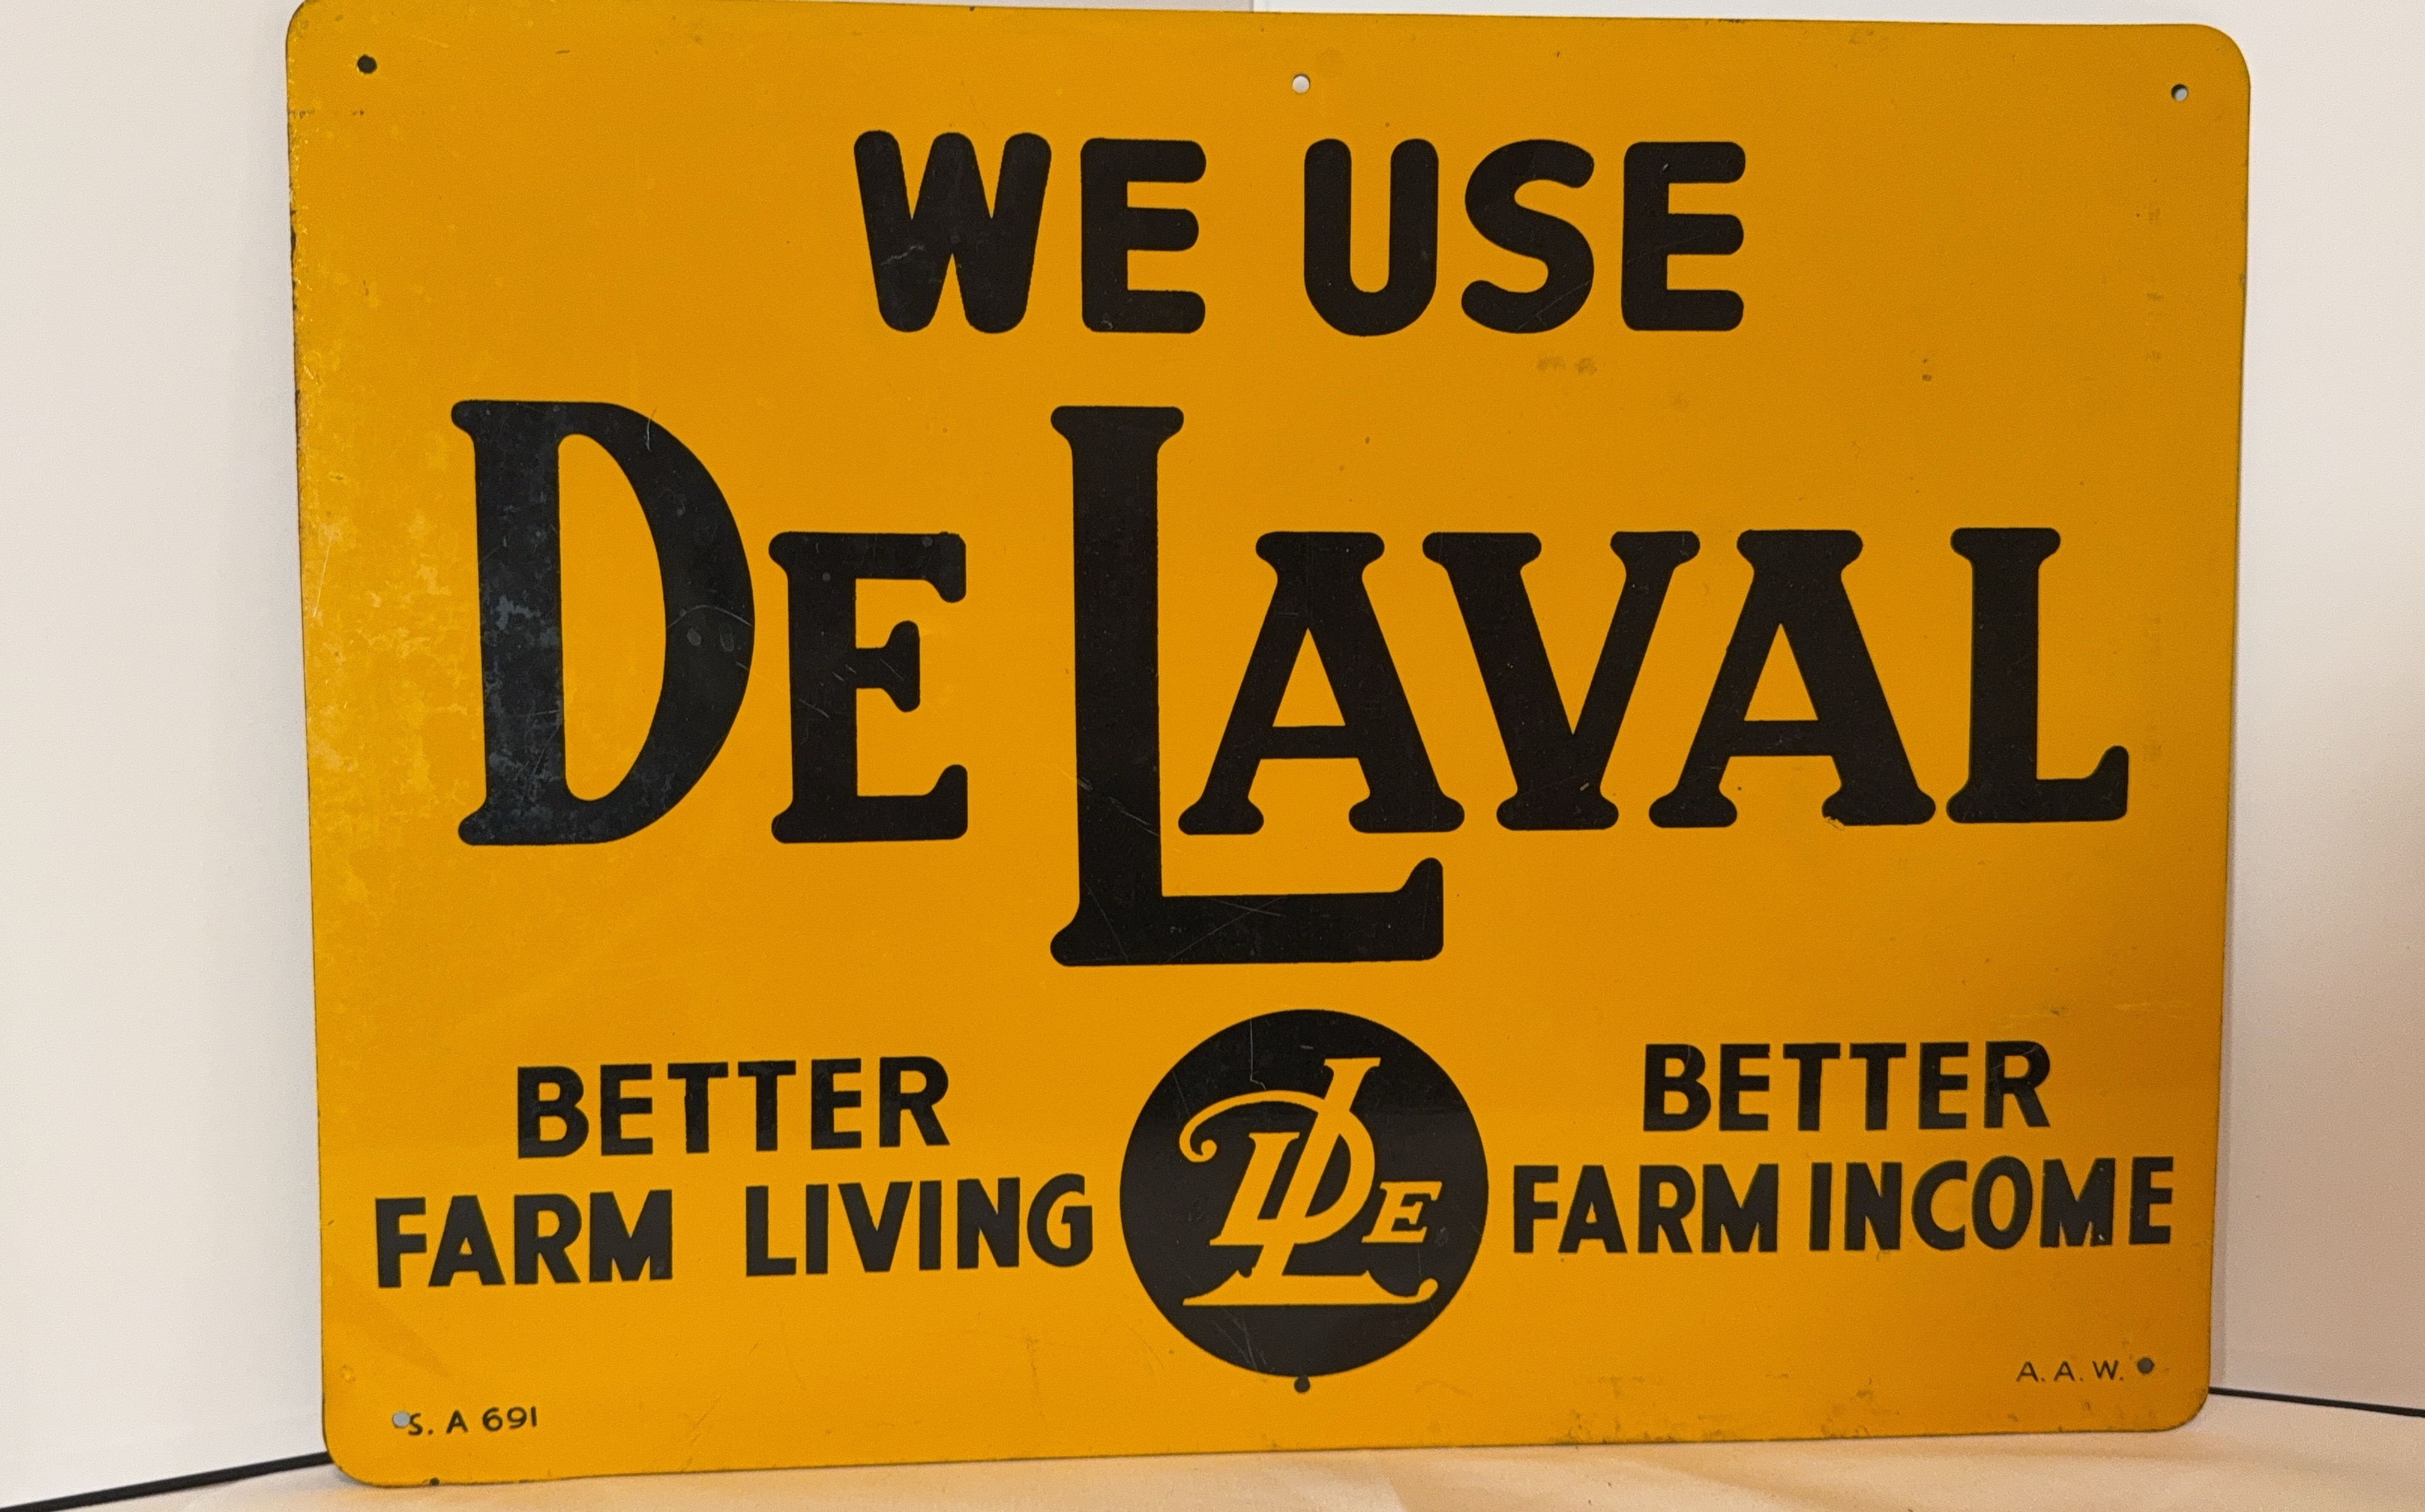 WE USE
DE LAVAL
BETTER
FARM LIVING
DLE
BETTER
FARM INCOME
S. A 691
A. A. W.